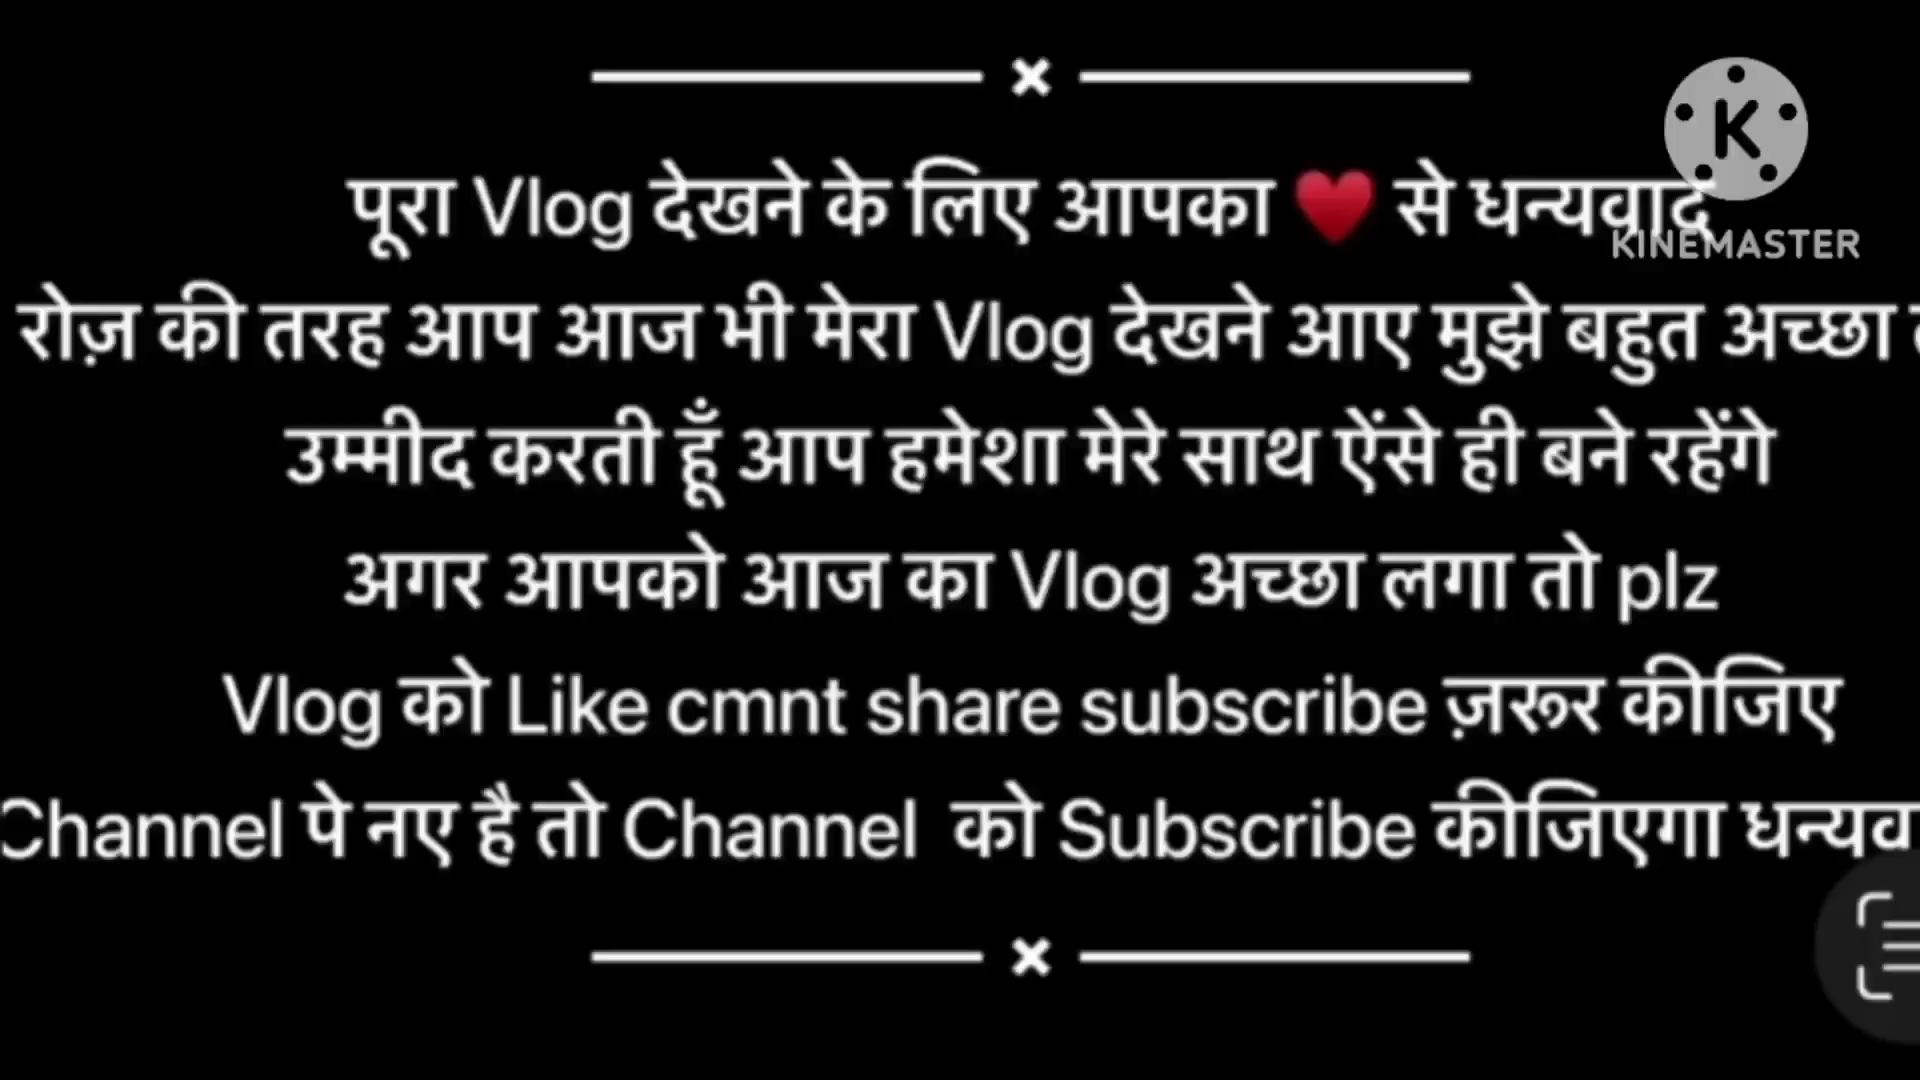 पूरा Vlog देखने के लिए आपका ♥️ से धन्यवाद
K
KINEMASTER
रोज़ की तरह आप आज भी मेरा Vlog देखने आए मुझे बहुत अच्छा
उम्मीद करती हूँ आप हमेशा मेरे साथ ऐंसे ही बने रहेंगे
अगर आपको आज का Vlog अच्छा लगा तो plz
Vlog को Like cmnt share subscribe ज़रूर कीजिए
Channel पे नए है तो Channel को Subscribe कीजिएगा